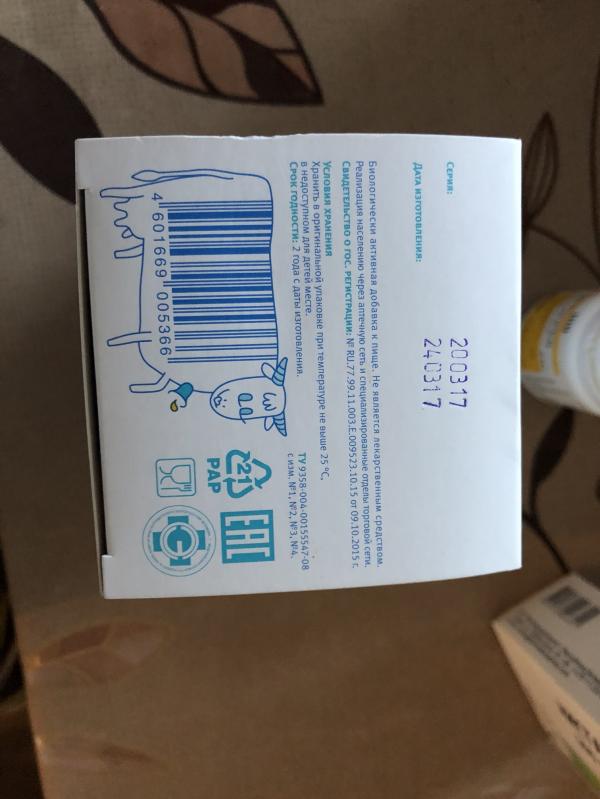 Серия: 200317
Дата изготовления: 240317
Биологически активная добавка к пище. Не является лекарственным средством.
Реализация населению через аптечную сеть и специализированные отделы торговой сети.
Свидетельство о гос. регистрации: № RU.77.99.11.003.Е.009523.10.15 от 09.10.2015 г.
Условия хранения
Хранить в оригинальной упаковке при температуре не выше 25 °С,
в недоступном для детей месте.
Срок годности: 2 года с даты изготовления.
ТУ 9358-004-00155547-08
с изм. №1, №2, №3, №4.
4 601669 005366
21
PAP
EAC